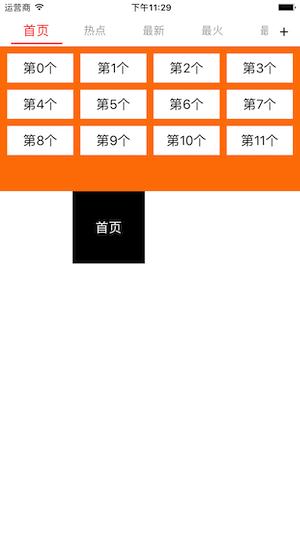 运营商 下午11:29
首页 热点 最新 最火 +
第0个 第1个 第2个 第3个
第4个 第5个 第6个 第7个
第8个 第9个 第10个 第11个
首页